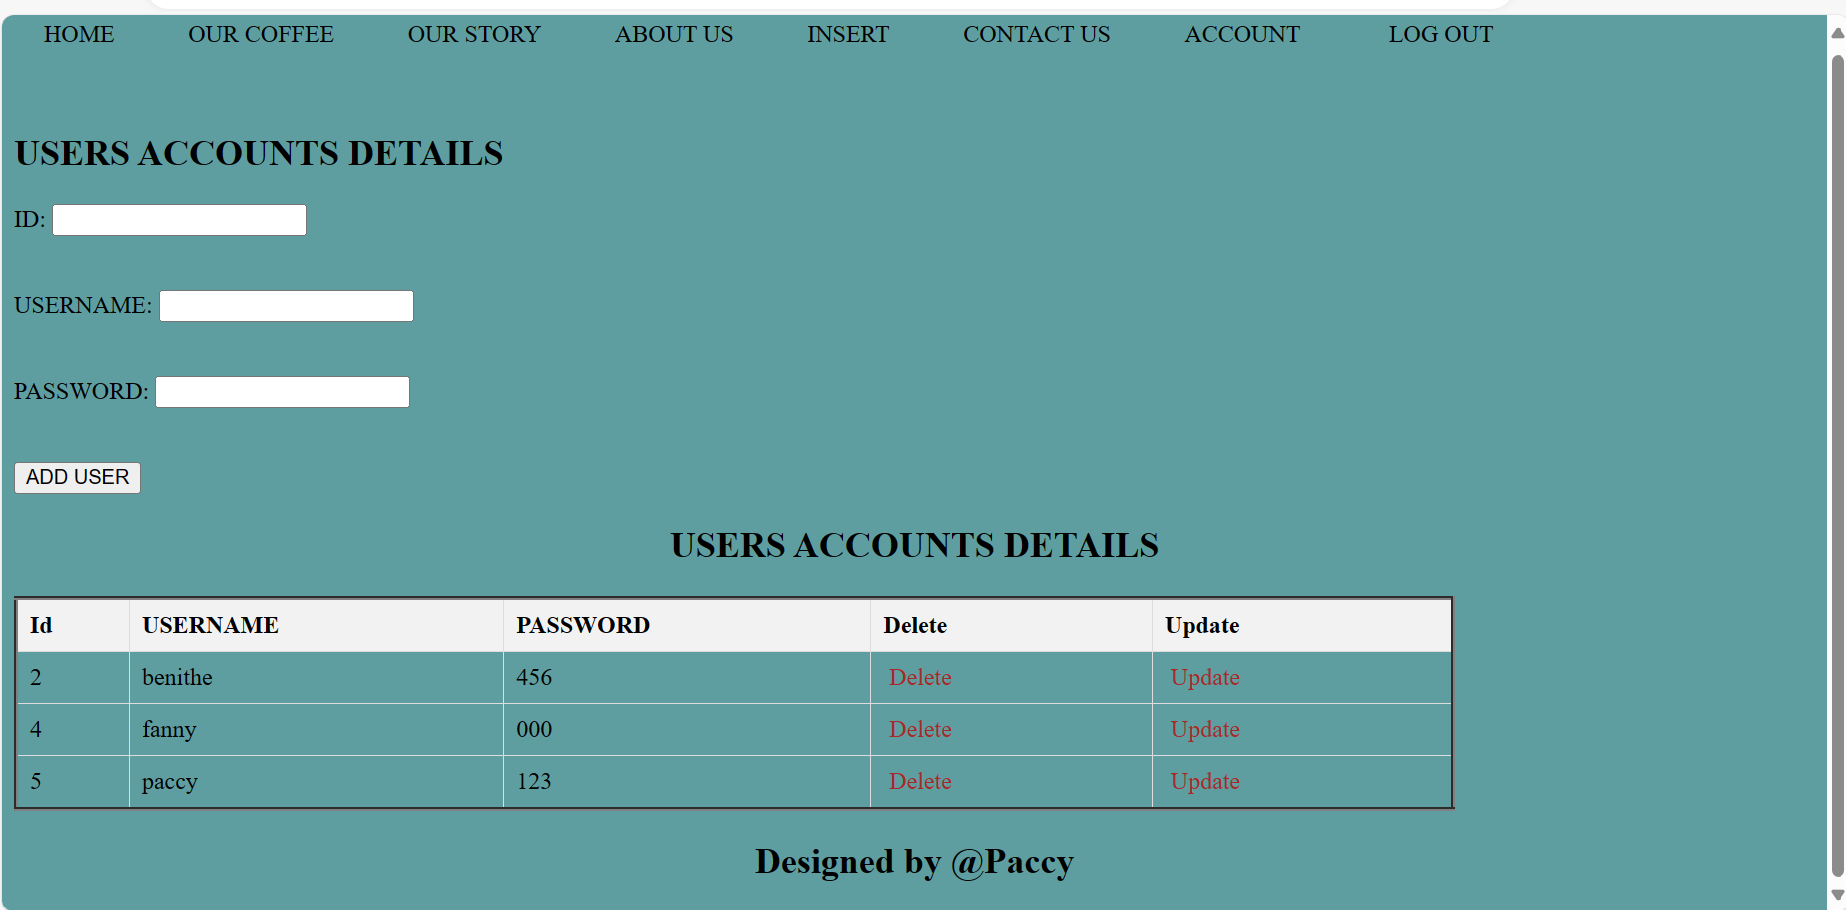 HOME OUR COFFEE OUR STORY ABOUT US INSERT CONTACT US ACCOUNT LOG OUT
USERS ACCOUNTS DETAILS
ID:
USERNAME:
PASSWORD:
ADD USER
USERS ACCOUNTS DETAILS
Id USERNAME PASSWORD Delete Update
2 benithe 456 Delete Update
4 fanny 000 Delete Update
5 paccy 123 Delete Update
Designed by @Paccy